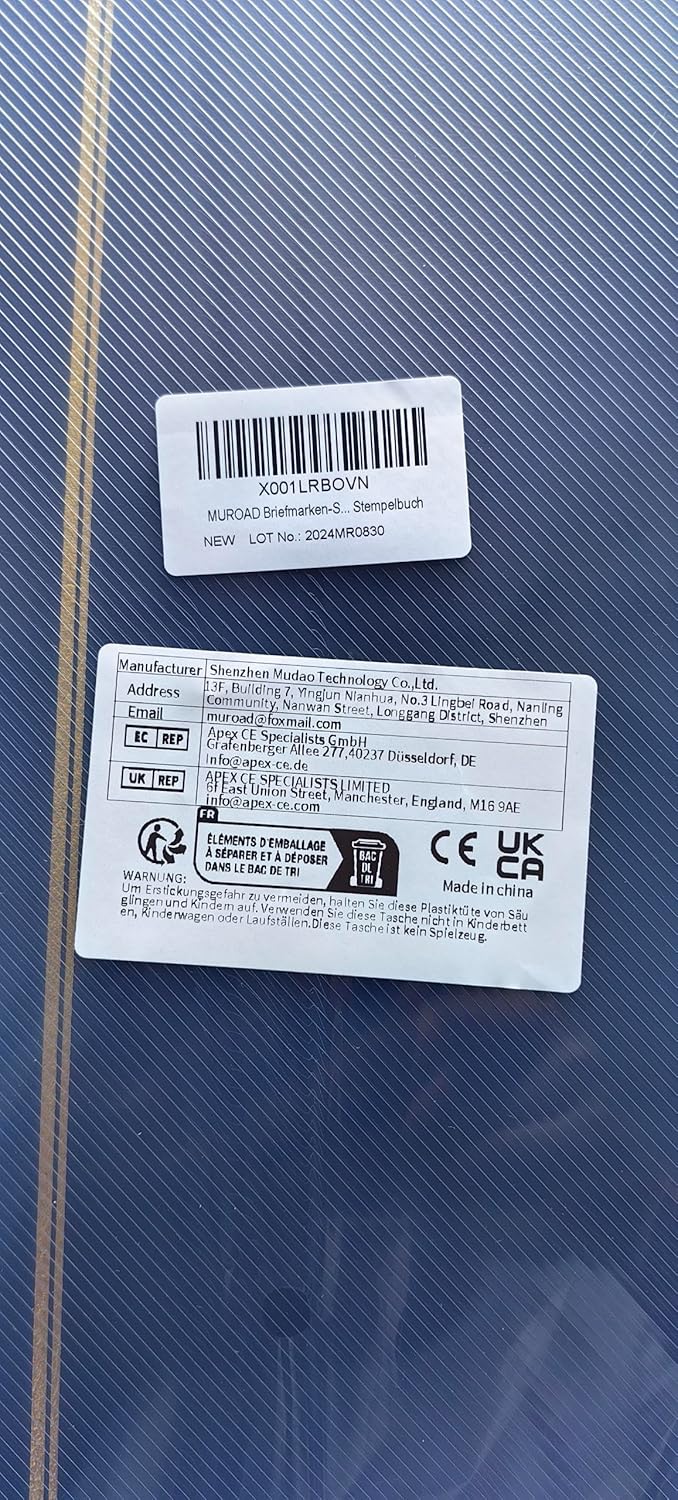 X001LRBOVN
MUROAD Briefmarken-S... Stempelbuch
NEW LOT No.: 2024MR0830
Manufacturer Shenzhen Mudao Technology Co.,Ltd.
Address 13F, Building 7, Yingjun Nianhua, No.3 Lingbei Road, Nanling
Community, Nanwan Street, Longgang District, Shenzhen
Email muroad@foxmail.com
EC REP Apex CE Specialists GmbH
Grafenberger Allee 277,40237 Düsseldorf, DE
Info@apex-ce.de
UK REP APEX CE SPECIALISTS LIMITED
6f East Union Street, Manchester, England, M16 9AE
info@apex-ce.com
FR
ÉLÉMENTS D'EMBALLAGE
À SÉPARER ET À DÉPOSER
DANS LE BAC DE TRI
BAC
DE
TRI
CE UK
CA
Made in china
WARNUNG:
Um Erstickungsgefahr zu vermeiden, halten Sie diese Plastiktüte von Säu
glingen und Kindern auf. Verwenden Sie diese Tasche nicht in Kinderbett
en, Kinderwagen oder Laufställen.Diese Tasche ist kein Spielzeug.